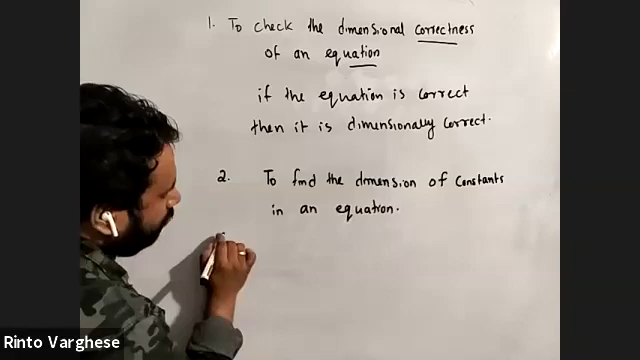 1. To check the dimensional correctness
of an equation
if the equation is correct
then it is dimensionally correct.
2. To find the dimension of constants
in an equation.
Rinto Varghese